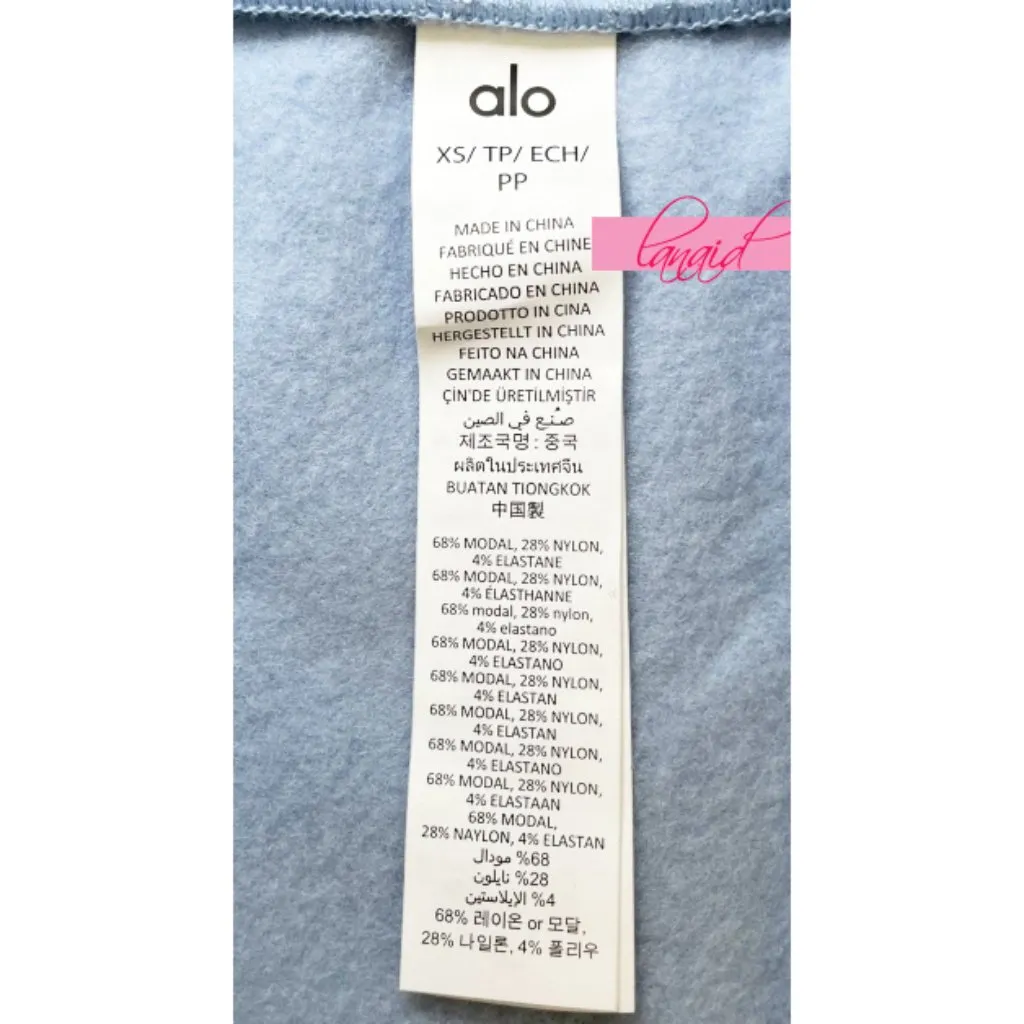 alo
XS/ TP/ ECH/
PP
lanaid
MADE IN CHINA
FABRIQUÉ EN CHINE
HECHO EN CHINA
FABRICADO EN CHINA
PRODOTTO IN CINA
HERGESTELLT IN CHINA
FEITO NA CHINA
GEMAAKT IN CHINA
ÇİN'DE ÜRETİLMİŞTİR
صُنِع في الصين
제조국명 : 중국
ผลิตในประเทศจีน
BUATAN TIONGKOK
中国製
68% MODAL, 28% NYLON,
4% ELASTANE
68% MODAL, 28% NYLON,
4% ÉLASTHANNE
68% modal, 28% nylon,
4% elastano
68% MODAL, 28% NYLON,
4% ELASTANO
68% MODAL, 28% NYLON,
4% ELASTAN
68% MODAL, 28% NYLON,
4% ELASTAN
68% MODAL, 28% NYLON,
4% ELASTANO
68% MODAL, 28% NYLON,
4% ELASTAAN
68% MODAL,
28% NAYLON, 4% ELASTAN
68% مودال
28% نايلون
4% الإيلاستين
68% 레이온 or 모달,
28% 나일론, 4% 폴리우